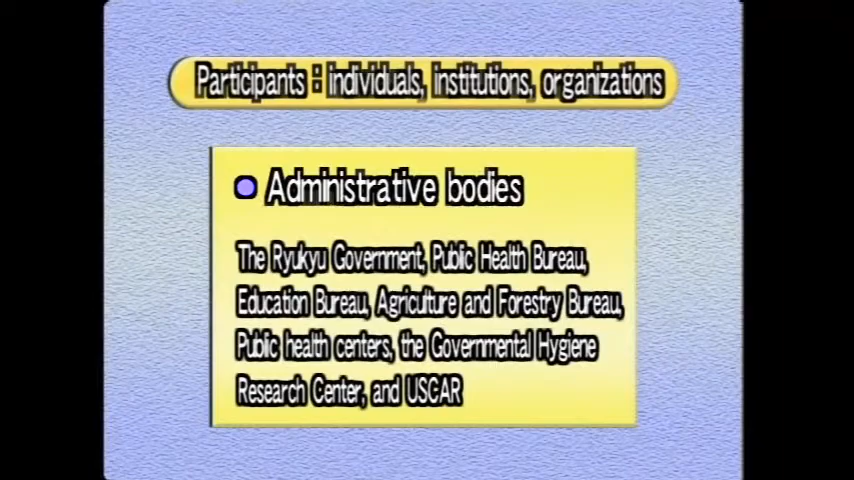 Participants : individuals, institutions, organizations
Administrative bodies
The Ryukyu Government, Public Health Bureau,
Education Bureau, Agriculture and Forestry Bureau,
Public health centers, the Governmental Hygiene
Research Center, and USCAR